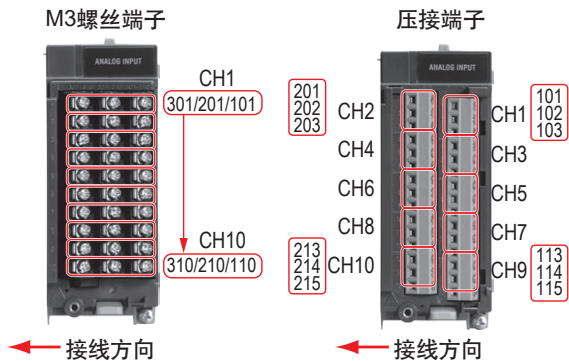 M3螺丝端子
ANALOG INPUT
CH1
301/201/101
CH10
310/210/110
接线方向
压接端子
ANALOG INPUT
201
202
203
CH2
CH4
CH6
CH8
213
214
215
CH10
101
102
103
CH1
CH3
CH5
CH7
CH9
113
114
115
接线方向